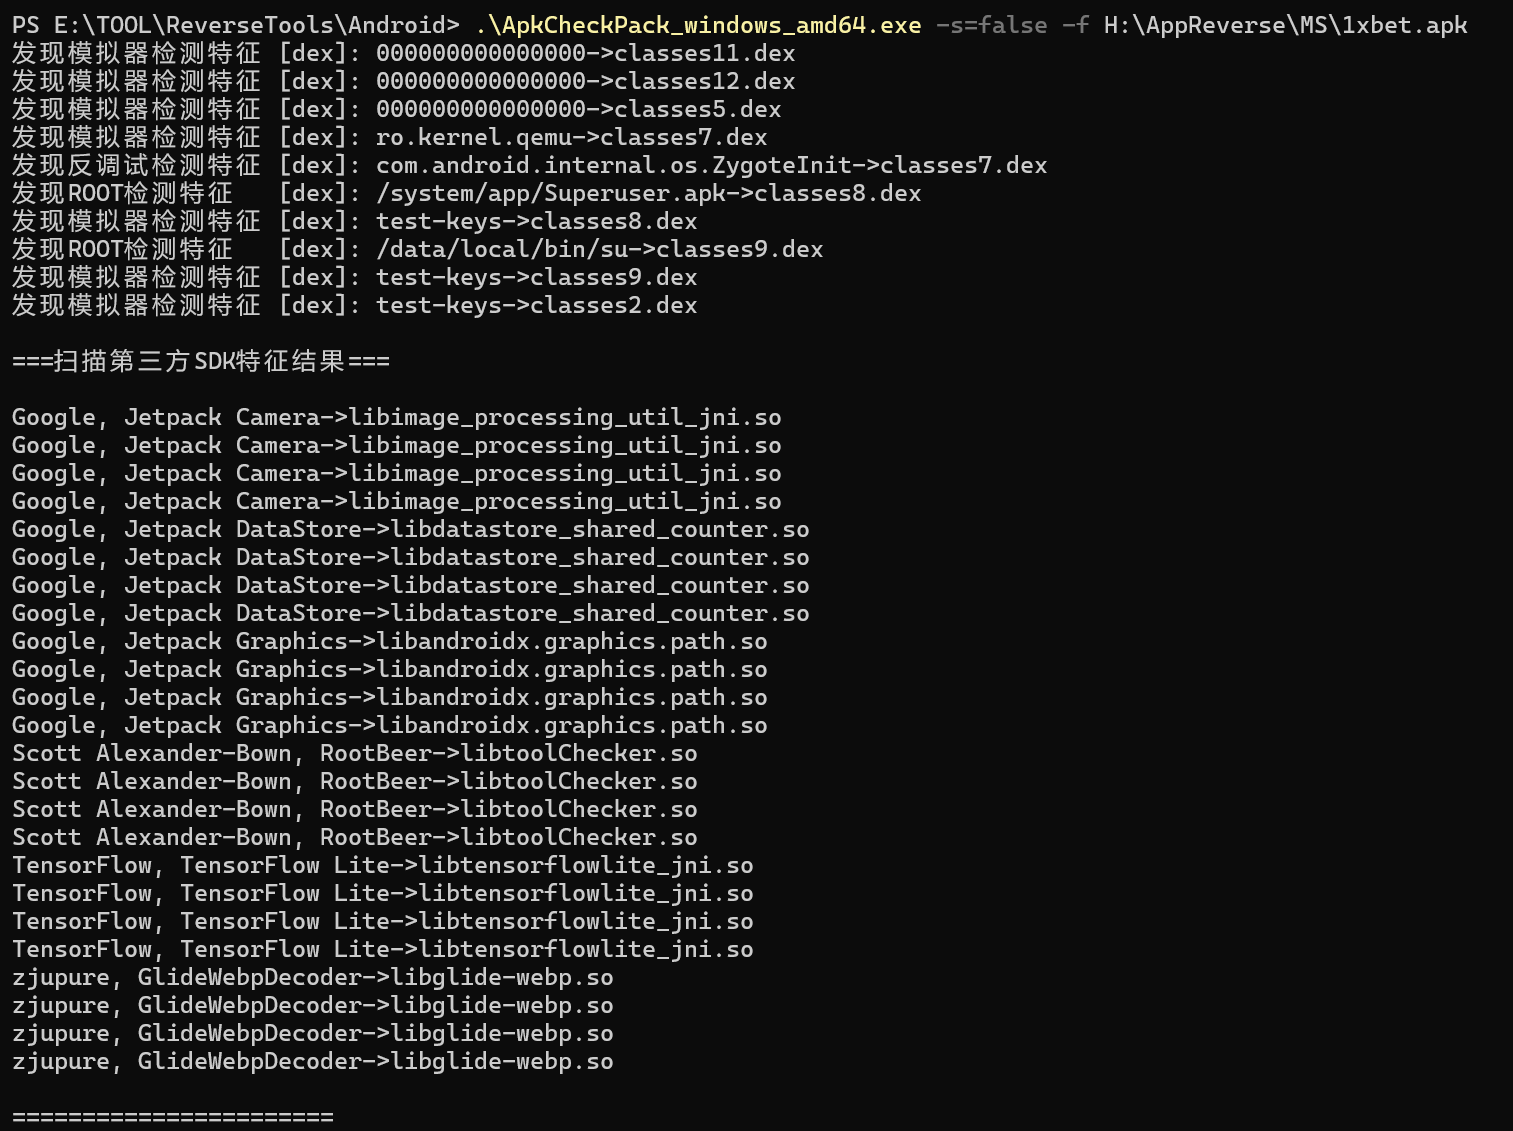 PS E:\TOOL\ReverseTools\Android> .\ApkCheckPack_windows_amd64.exe -s=false -f H:\AppReverse\MS\1xbet.apk
发现模拟器检测特征 [dex]: 000000000000000->classes11.dex
发现模拟器检测特征 [dex]: 000000000000000->classes12.dex
发现模拟器检测特征 [dex]: 000000000000000->classes5.dex
发现模拟器检测特征 [dex]: ro.kernel.qemu->classes7.dex
发现反调试检测特征 [dex]: com.android.internal.os.ZygoteInit->classes7.dex
发现ROOT检测特征   [dex]: /system/app/Superuser.apk->classes8.dex
发现模拟器检测特征 [dex]: test-keys->classes8.dex
发现ROOT检测特征   [dex]: /data/local/bin/su->classes9.dex
发现模拟器检测特征 [dex]: test-keys->classes9.dex
发现模拟器检测特征 [dex]: test-keys->classes2.dex
===扫描第三方SDK特征结果===
Google, Jetpack Camera->libimage_processing_util_jni.so
Google, Jetpack Camera->libimage_processing_util_jni.so
Google, Jetpack Camera->libimage_processing_util_jni.so
Google, Jetpack Camera->libimage_processing_util_jni.so
Google, Jetpack DataStore->libdatastore_shared_counter.so
Google, Jetpack DataStore->libdatastore_shared_counter.so
Google, Jetpack DataStore->libdatastore_shared_counter.so
Google, Jetpack DataStore->libdatastore_shared_counter.so
Google, Jetpack Graphics->libandroidx.graphics.path.so
Google, Jetpack Graphics->libandroidx.graphics.path.so
Google, Jetpack Graphics->libandroidx.graphics.path.so
Google, Jetpack Graphics->libandroidx.graphics.path.so
Scott Alexander-Bown, RootBeer->libtoolChecker.so
Scott Alexander-Bown, RootBeer->libtoolChecker.so
Scott Alexander-Bown, RootBeer->libtoolChecker.so
Scott Alexander-Bown, RootBeer->libtoolChecker.so
TensorFlow, TensorFlow Lite->libtensorflowlite_jni.so
TensorFlow, TensorFlow Lite->libtensorflowlite_jni.so
TensorFlow, TensorFlow Lite->libtensorflowlite_jni.so
TensorFlow, TensorFlow Lite->libtensorflowlite_jni.so
zjupure, GlideWebpDecoder->libglide-webp.so
zjupure, GlideWebpDecoder->libglide-webp.so
zjupure, GlideWebpDecoder->libglide-webp.so
zjupure, GlideWebpDecoder->libglide-webp.so
=======================